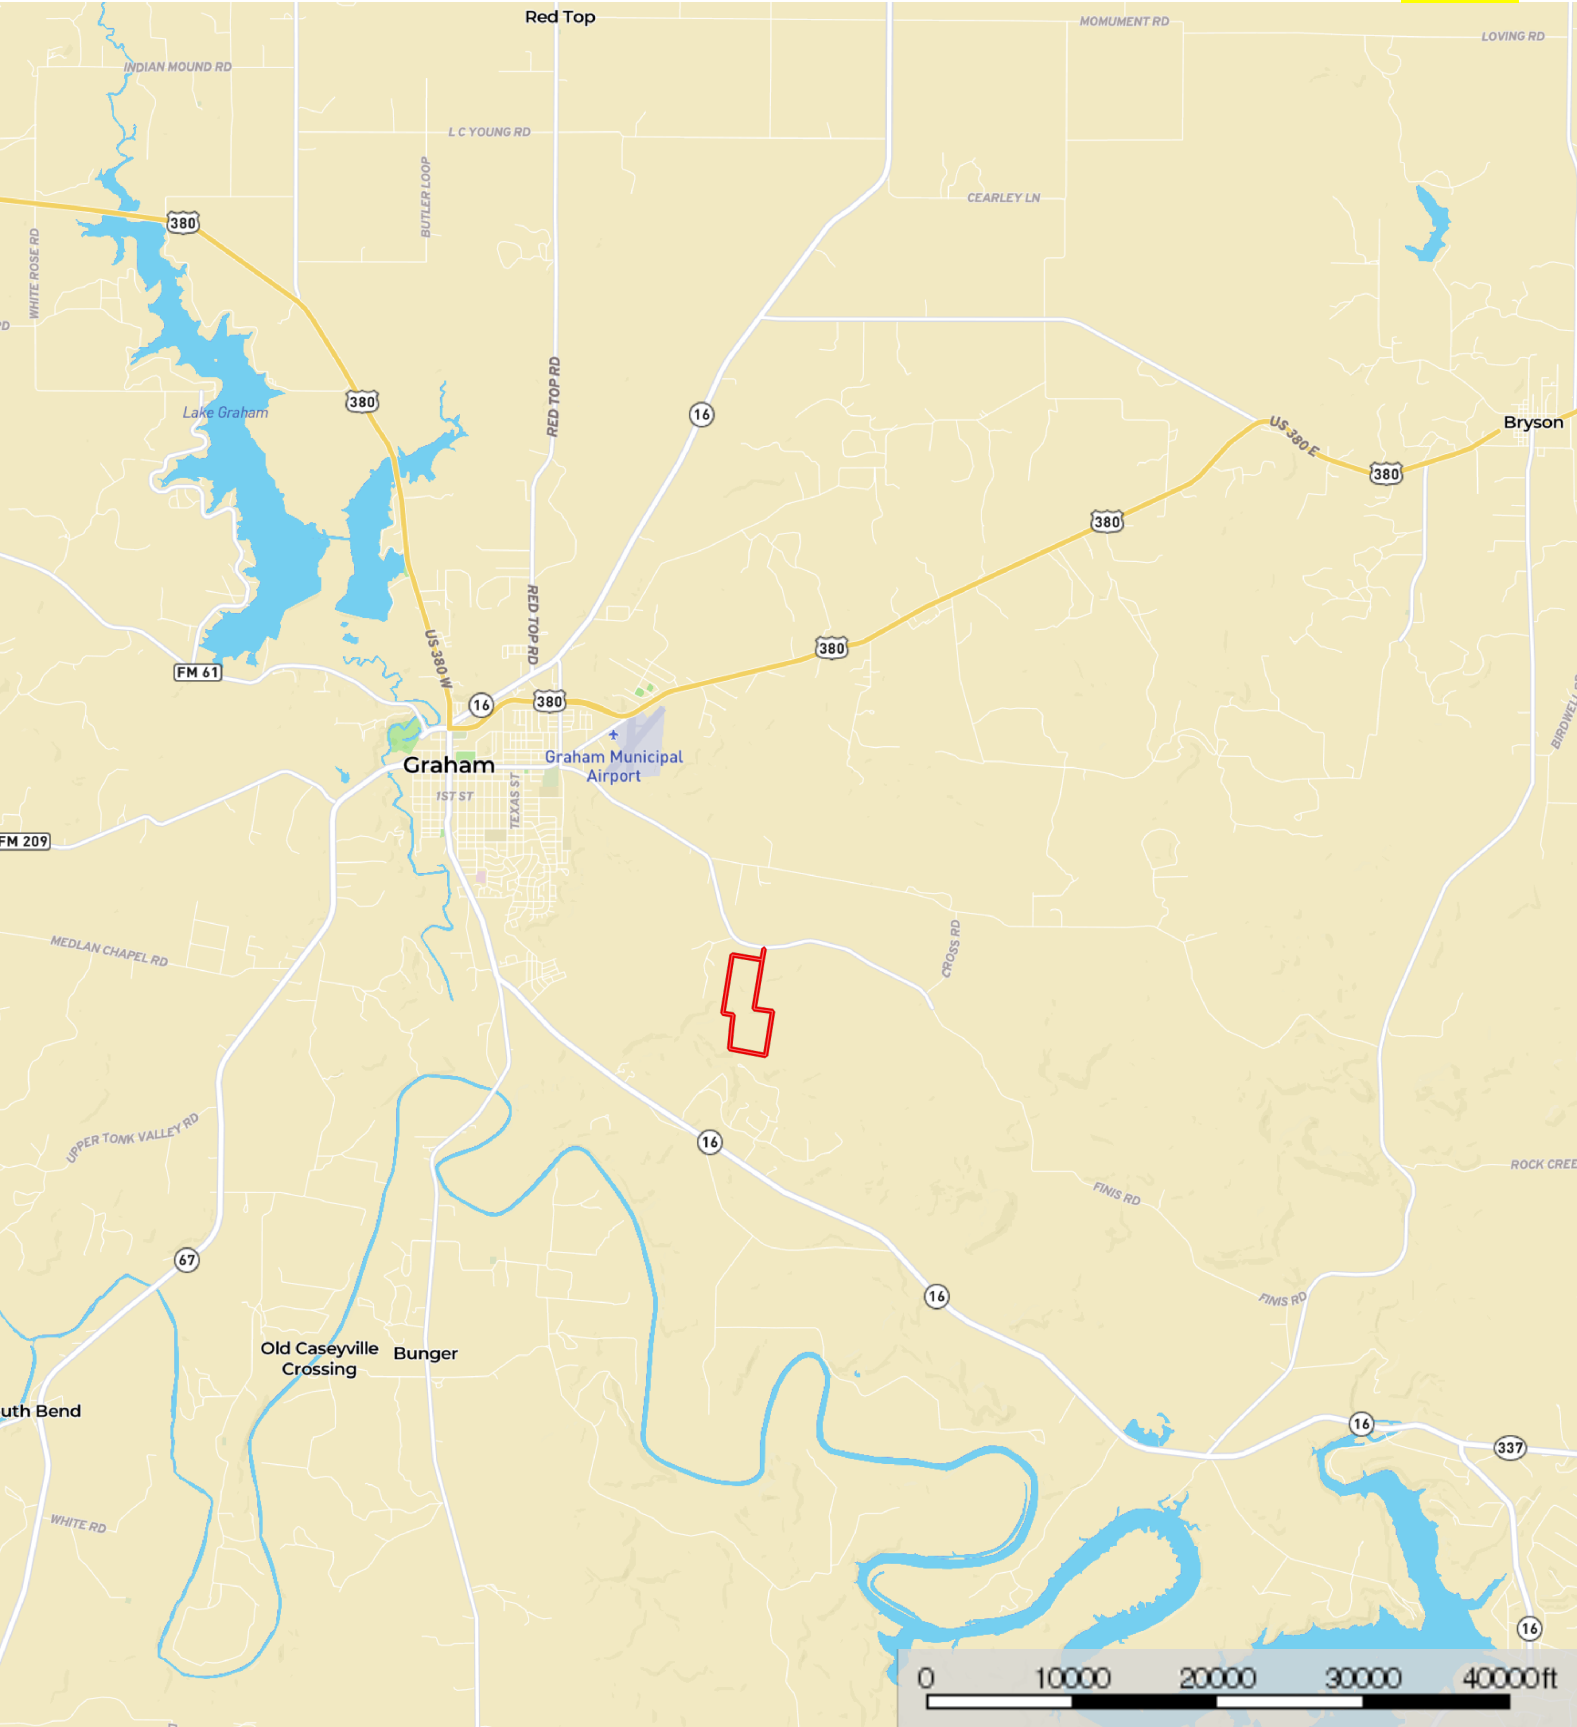 Red Top
MOMUMENT RD
LOVING RD
INDIAN MOUND RD
L C YOUNG RD
BUTLER LOOP
CEARLEY LN
380
WHITE ROSE RD
RD
RED TOP RD
380
Lake Graham
16
US 380 E
Bryson
380
380
RED TOP RD
US 380 W
380
FM 61
16
380
BIRDWELL RD
Graham Municipal
Airport
Graham
1ST ST
TEXAS ST
FM 209
MEDLAN CHAPEL RD
CROSS RD
UPPER TONK VALLEY RD
16
FINIS RD
ROCK CREE
67
16
FINIS RD
Old Caseyville
Crossing
Bunger
uth Bend
16
337
WHITE RD
16
0 10000 20000 30000 40000ft